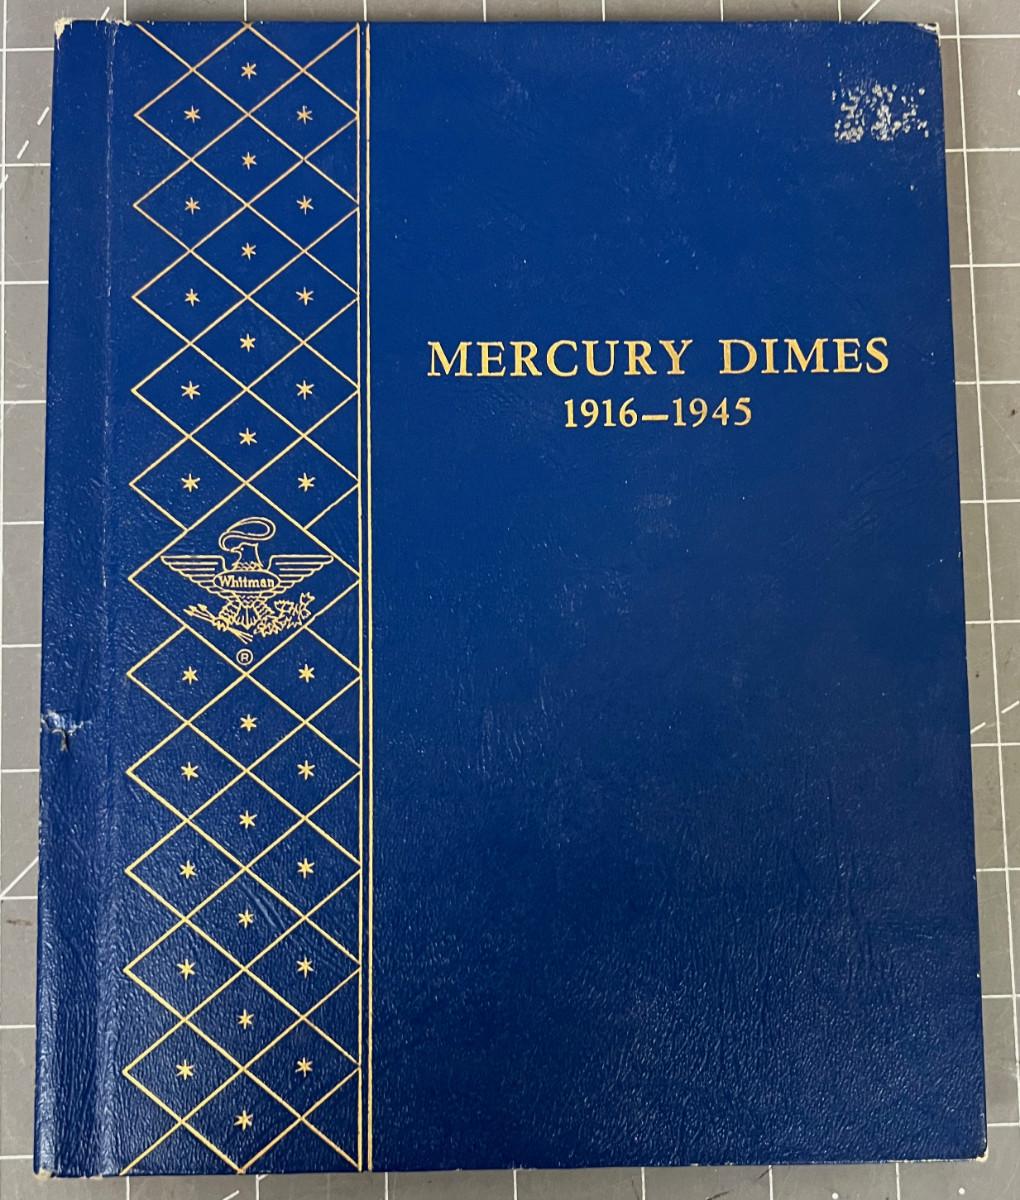 MERCURY DIMES
1916–1945
Whitman
®